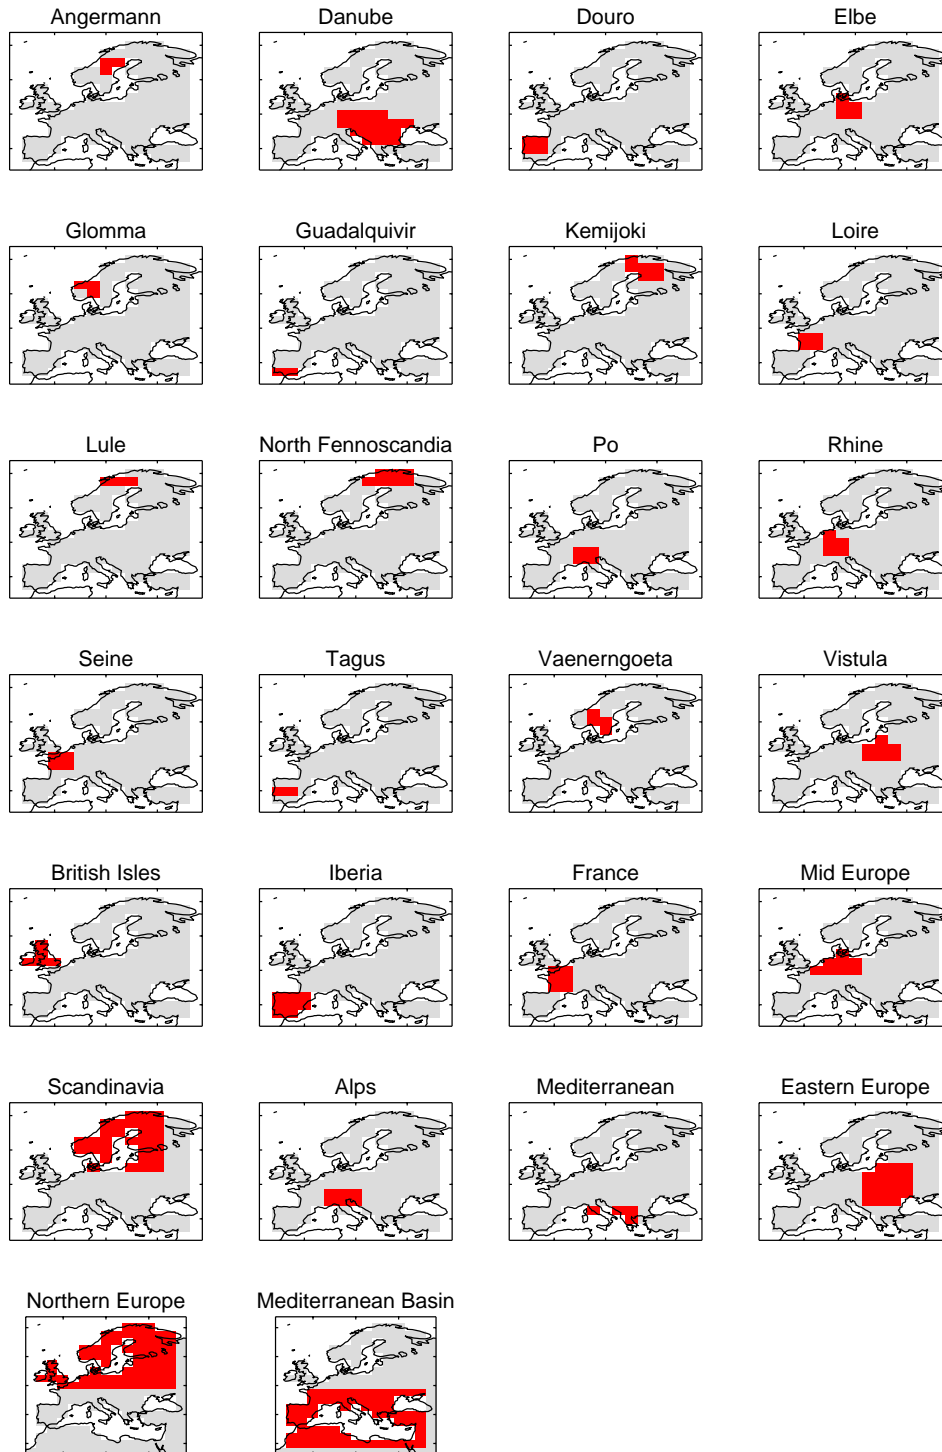 Angermann
Danube
Douro
Elbe
Glomma
Guadalquivir
Kemijoki
Loire
Lule
North Fennoscandia
Po
Rhine
Seine
Tagus
Vaenerngoeta
Vistula
British Isles
Iberia
France
Mid Europe
Scandinavia
Alps
Mediterranean
Eastern Europe
Northern Europe
Mediterranean Basin